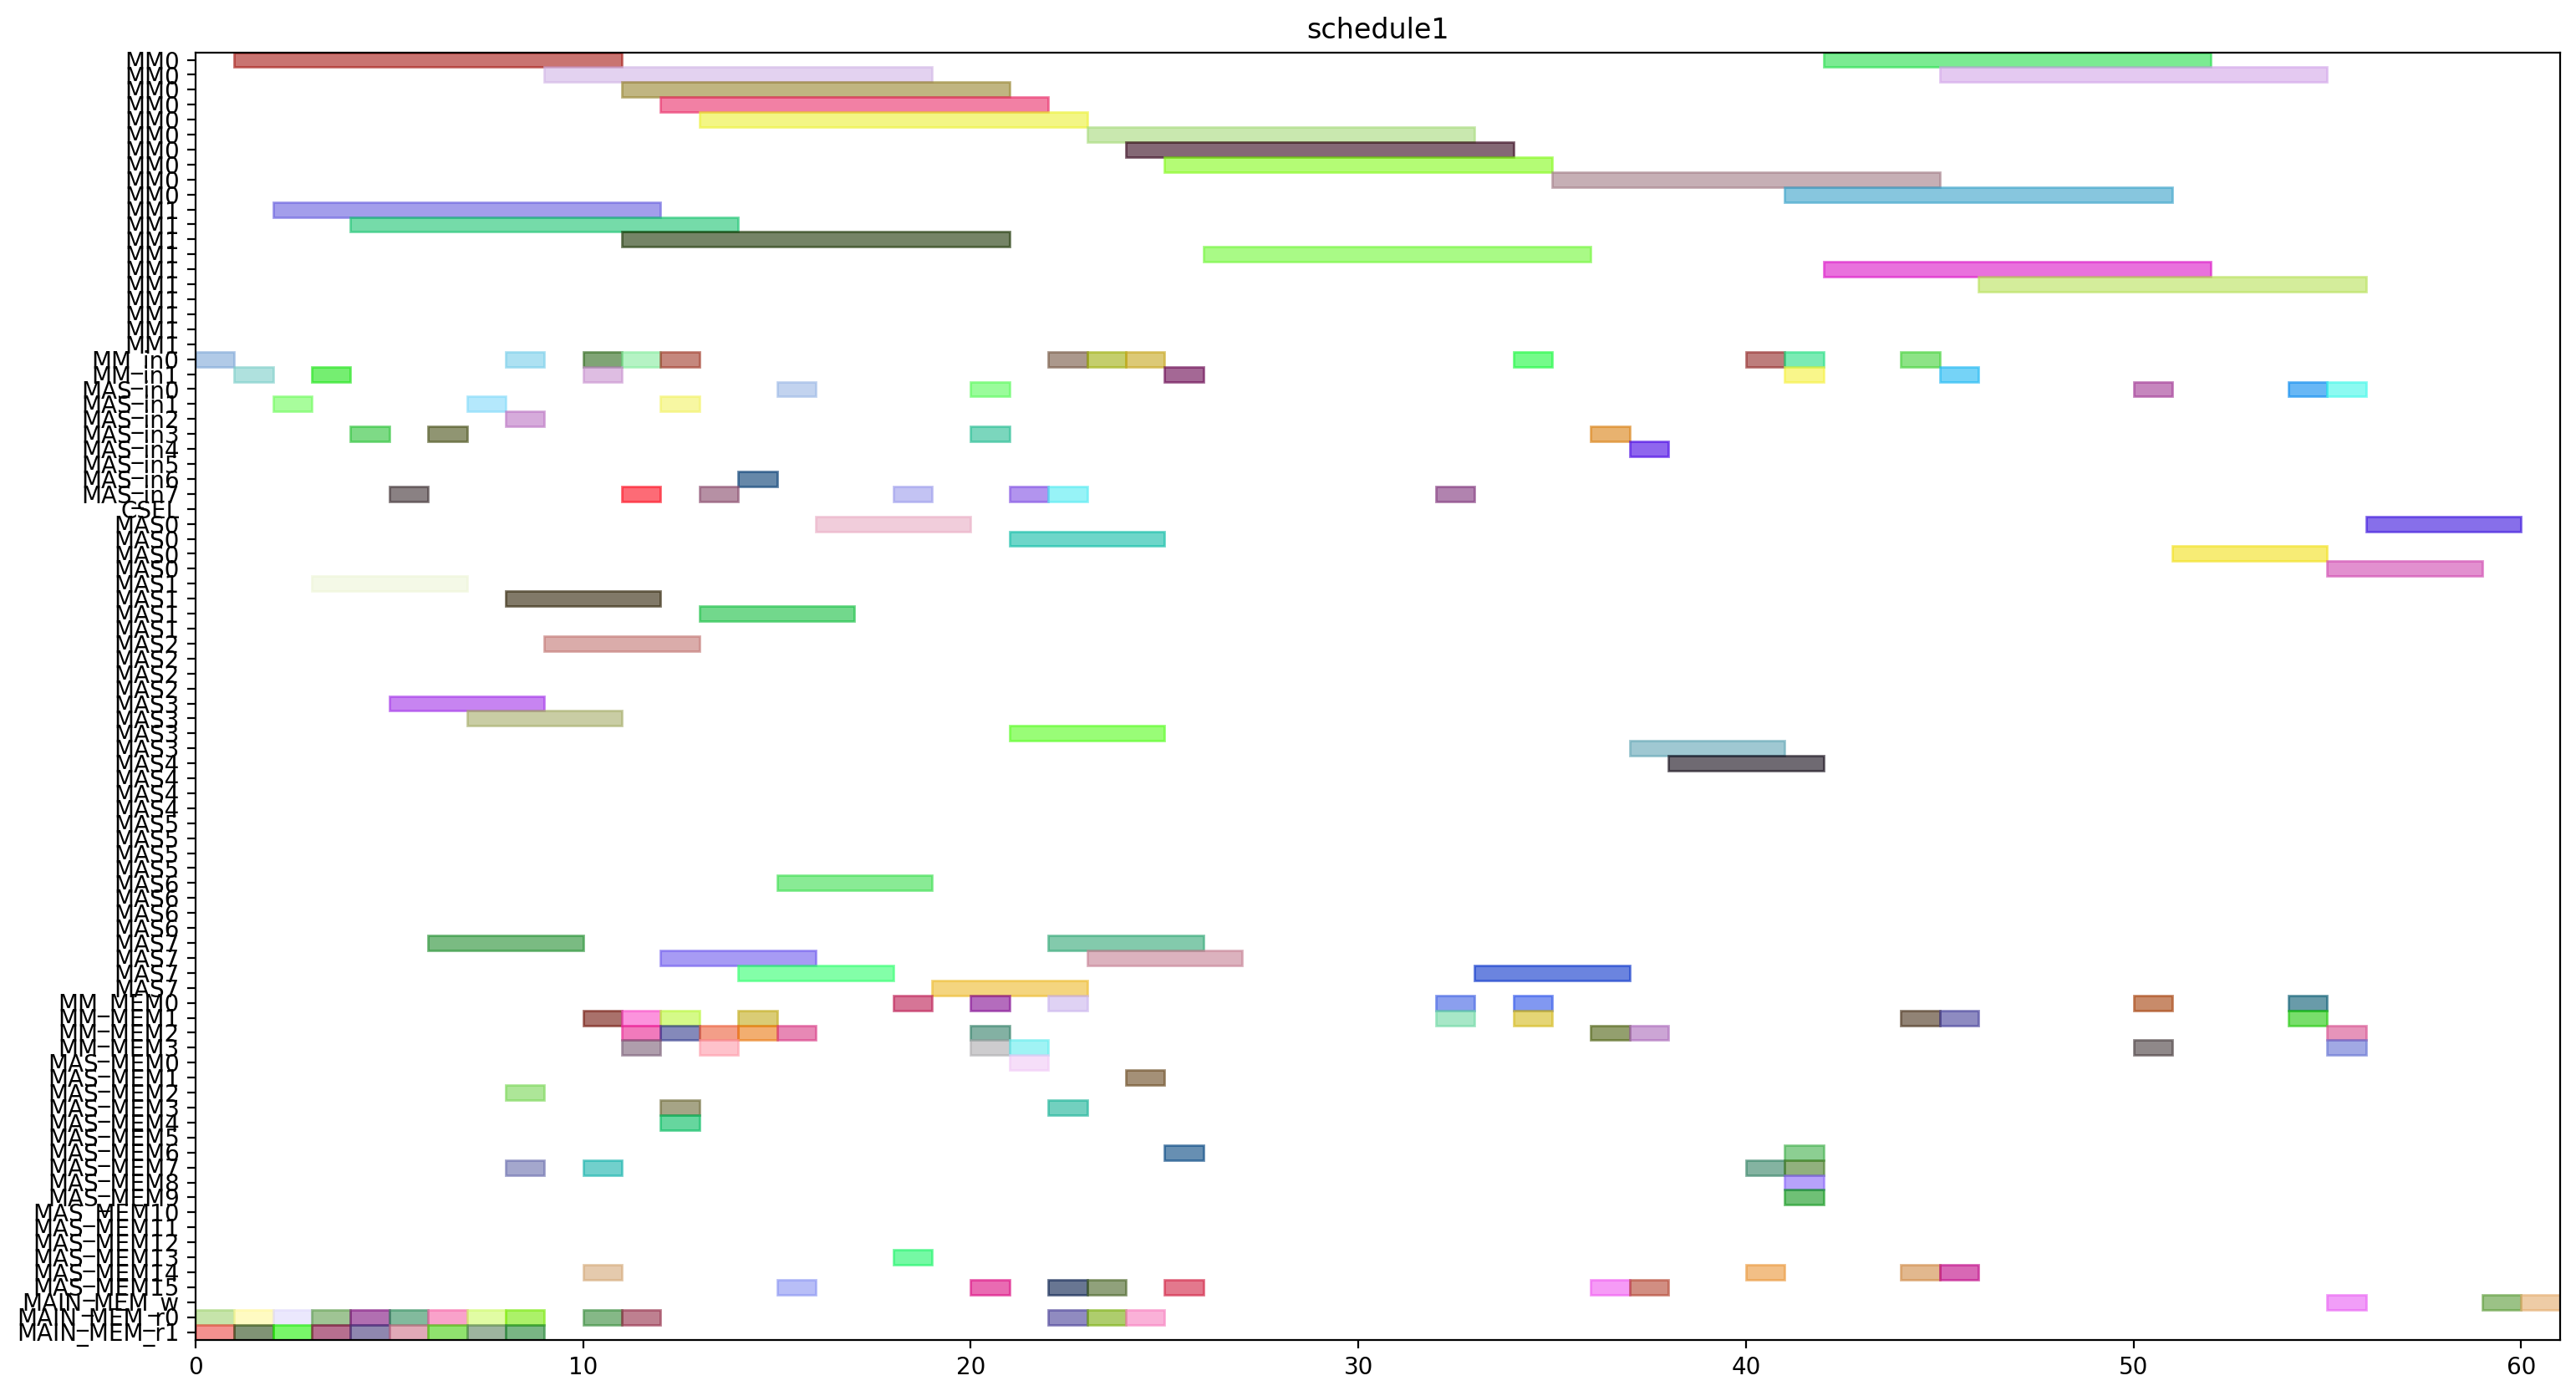 schedule1
MM0
MM0
MM0
MM0
MM0
MM0
MM0
MM0
MM0
MM0
MM1
MM1
MM1
MM1
MM1
MM1
MM1
MM1
MM1
MM1
MM_in0
MM_in1
MAS_in0
MAS_in1
MAS_in2
MAS_in3
MAS_in4
MAS_in5
MAS_in6
MAS_in7
CSEL
MAS0
MAS0
MAS0
MAS0
MAS1
MAS1
MAS1
MAS1
MAS2
MAS2
MAS2
MAS2
MAS3
MAS3
MAS3
MAS3
MAS4
MAS4
MAS4
MAS4
MAS5
MAS5
MAS5
MAS5
MAS6
MAS6
MAS6
MAS6
MAS7
MAS7
MAS7
MAS7
MM_MEM0
MM_MEM1
MM_MEM2
MM_MEM3
MAS_MEM0
MAS_MEM1
MAS_MEM2
MAS_MEM3
MAS_MEM4
MAS_MEM5
MAS_MEM6
MAS_MEM7
MAS_MEM8
MAS_MEM9
MAS_MEM10
MAS_MEM11
MAS_MEM12
MAS_MEM13
MAS_MEM14
MAS_MEM15
MAIN_MEM_w
MAIN_MEM_r0
MAIN_MEM_r1
0 10 20 30 40 50 60